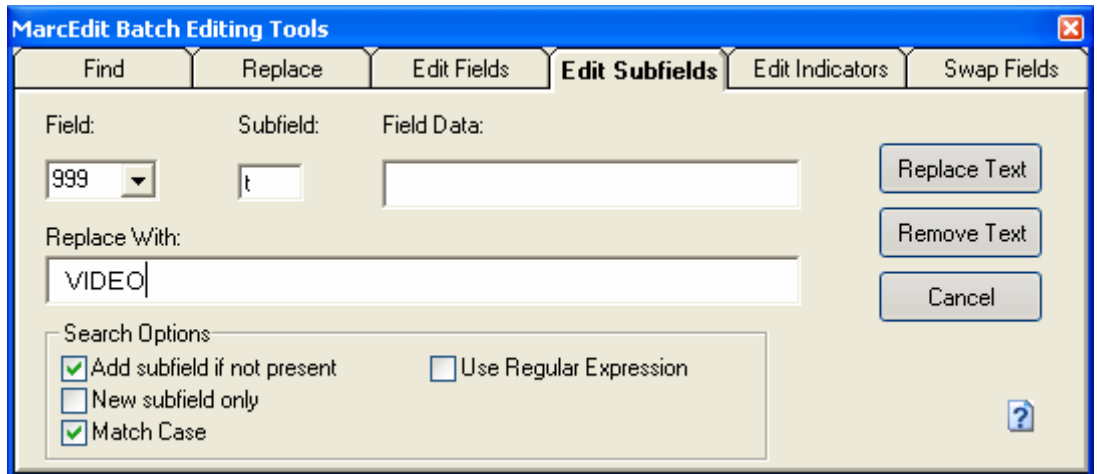 MarcEdit Batch Editing Tools
Find Replace Edit Fields Edit Subfields Edit Indicators Swap Fields
Field: Subfield: Field Data:
999 t
Replace Text
Replace With:
Remove Text
VIDEO
Cancel
Search Options
Add subfield if not present Use Regular Expression
New subfield only
Match Case
?